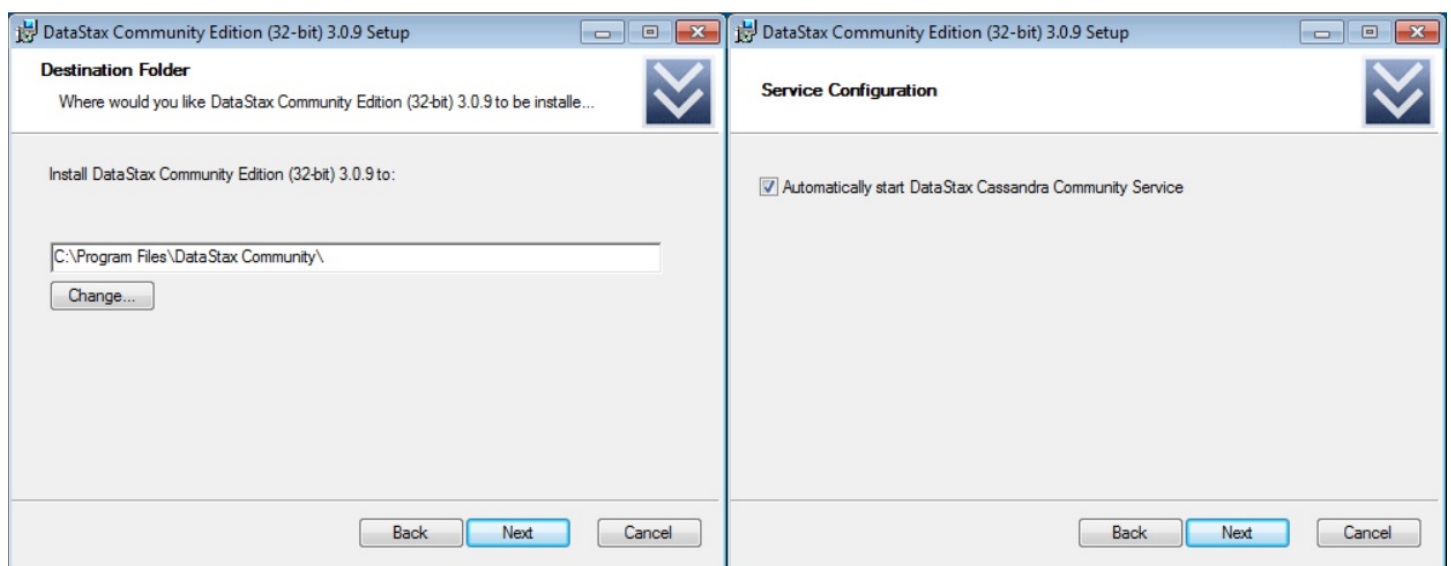 DataStax Community Edition (32-bit) 3.0.9 Setup
Destination Folder
Where would you like DataStax Community Edition (32-bit) 3.0.9 to be installe...
Install DataStax Community Edition (32-bit) 3.0.9 to:
C:\Program Files\DataStax Community\
Change...
Back Next Cancel
DataStax Community Edition (32-bit) 3.0.9 Setup
Service Configuration
Automatically start DataStax Cassandra Community Service
Back Next Cancel